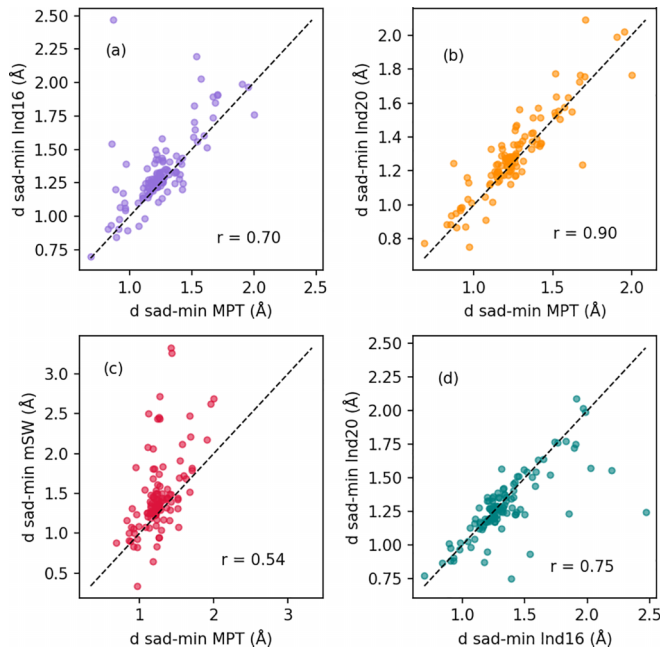 2.50
2.25
2.00
1.75
1.50
1.25
1.00
0.75
d sad-min Ind16 (Å)
(a)
r = 0.70
1.0 1.5 2.0 2.5
d sad-min MPT (Å)
2.0
1.8
1.6
1.4
1.2
1.0
0.8
d sad-min Ind20 (Å)
(b)
r = 0.90
1.0 1.5 2.0
d sad-min MPT (Å)
3.0
2.5
2.0
1.5
1.0
0.5
d sad-min mSW (Å)
(c)
r = 0.54
1 2 3
d sad-min MPT (Å)
2.50
2.25
2.00
1.75
1.50
1.25
1.00
0.75
d sad-min Ind20 (Å)
(d)
r = 0.75
1.0 1.5 2.0 2.5
d sad-min Ind16 (Å)